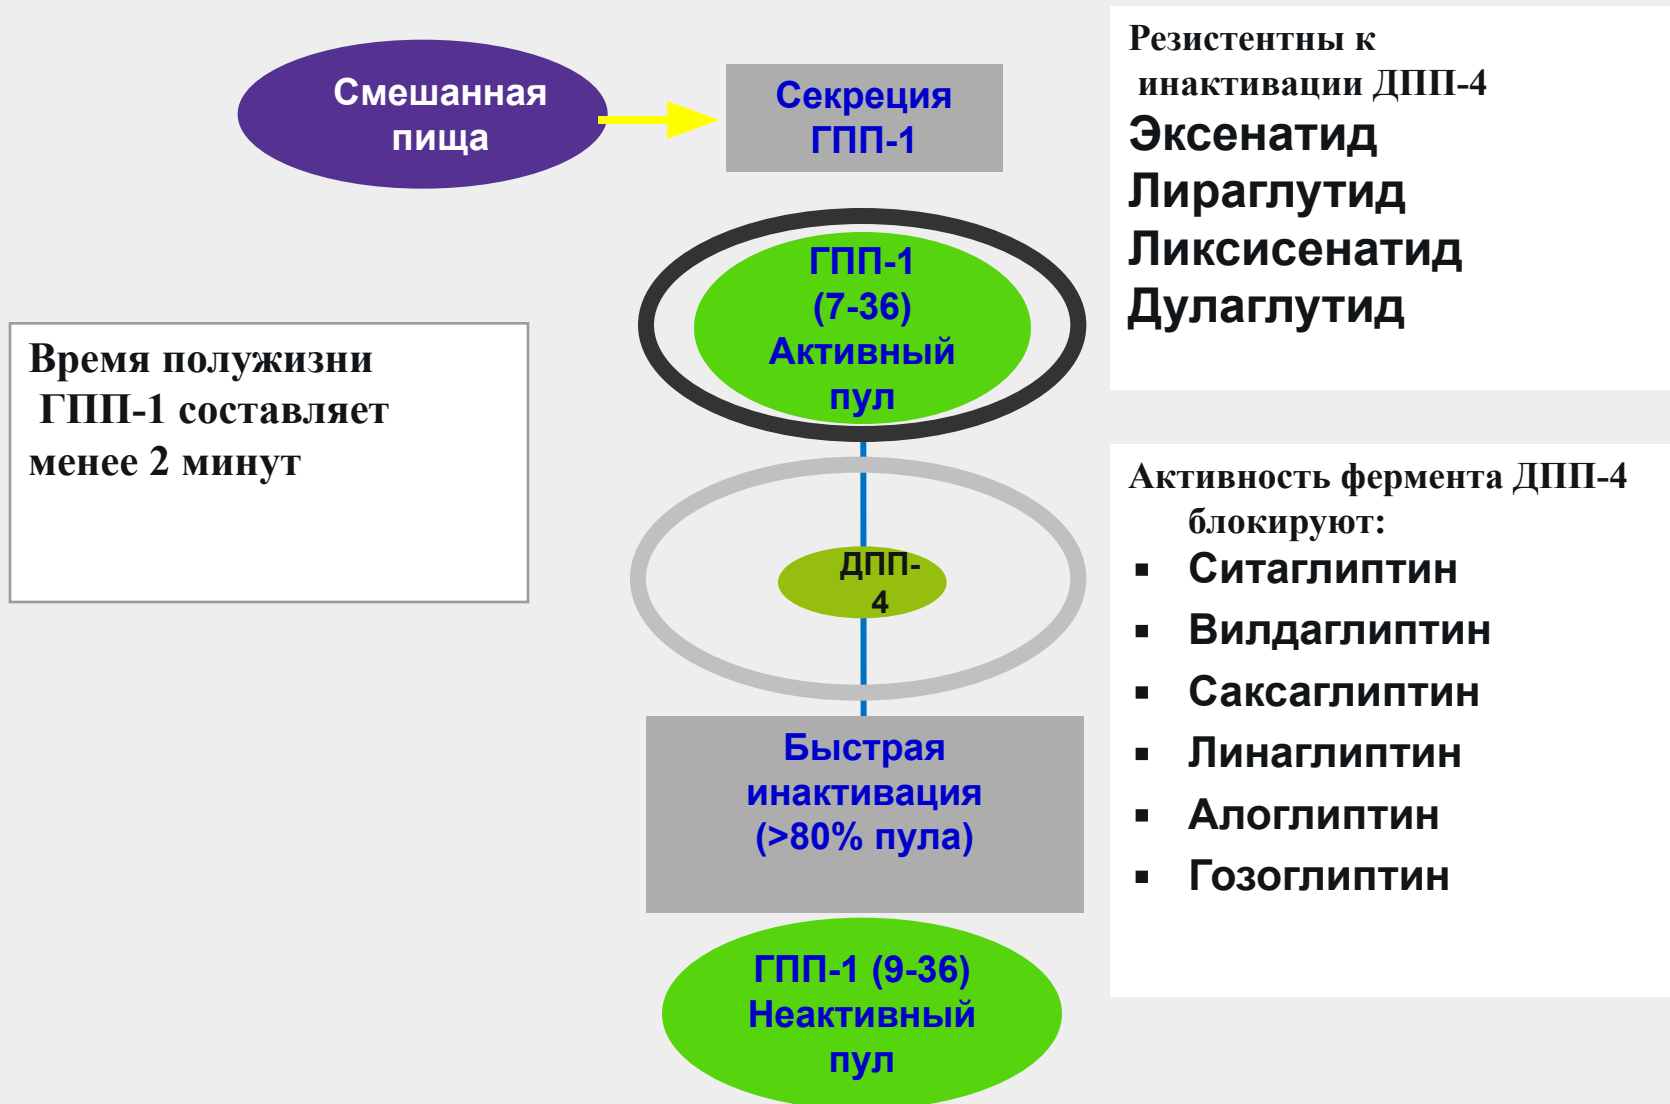 Смешанная
пища
Секреция
ГПП-1
ГПП-1
(7-36)
Активный
пул
Время полужизни
ГПП-1 составляет
менее 2 минут
ДПП-
4
Быстрая
инактивация
(>80% пула)
ГПП-1 (9-36)
Неактивный
пул
Резистентны к
инактивации ДПП-4
Эксенатид
Лираглутид
Ликсисенатид
Дулаглутид
Активность фермента ДПП-4
блокируют:
▪ Ситаглиптин
▪ Вилдаглиптин
▪ Саксаглиптин
▪ Линаглиптин
▪ Алоглиптин
▪ Гозоглиптин